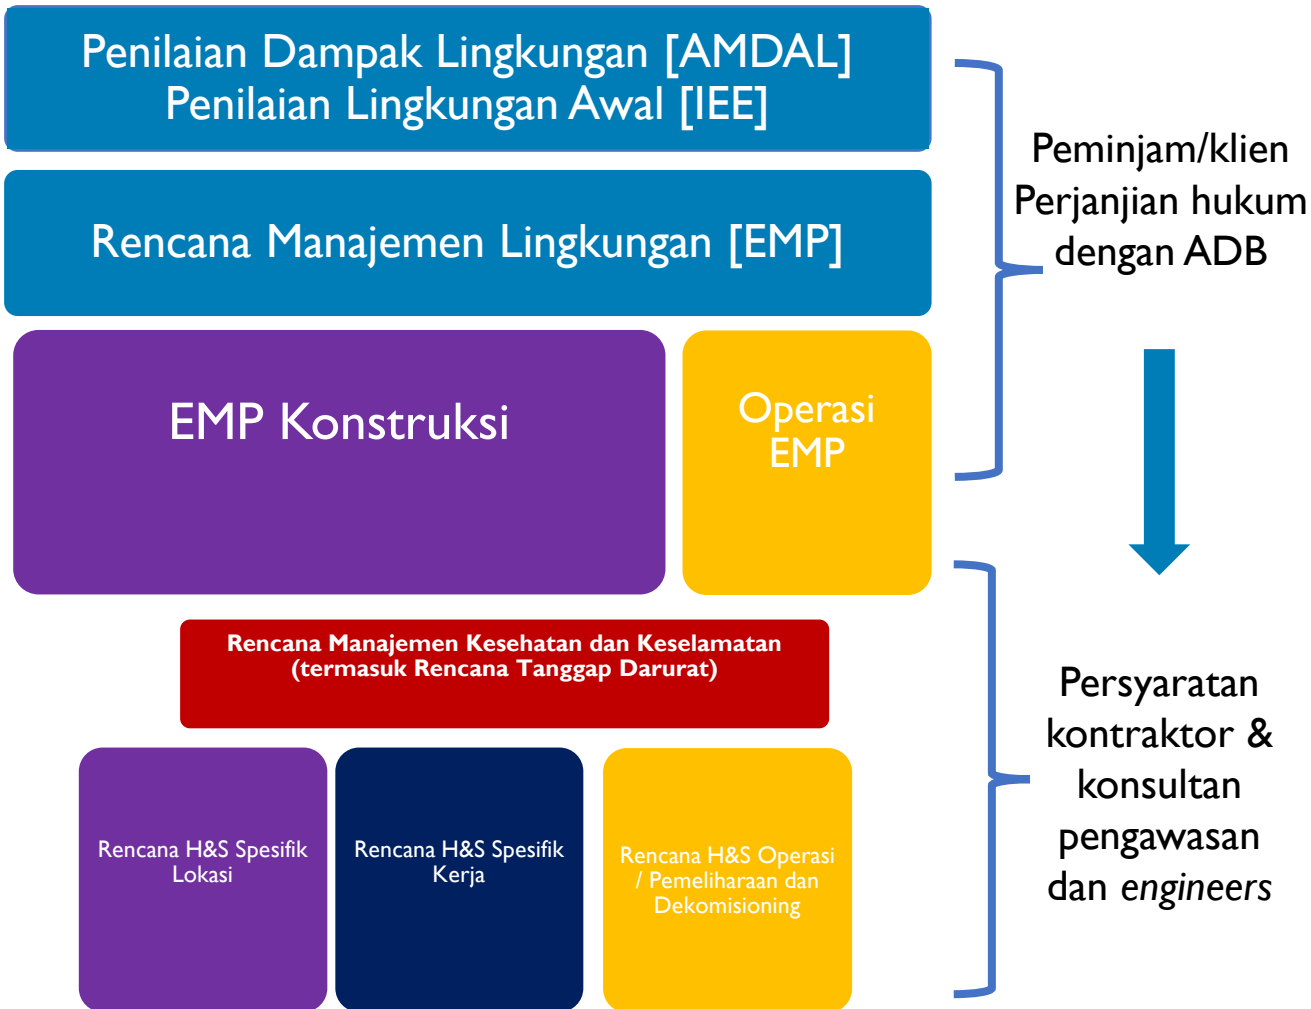 Penilaian Dampak Lingkungan [AMDAL]
Penilaian Lingkungan Awal [IEE]
Rencana Manajemen Lingkungan [EMP]
EMP Konstruksi
Operasi
EMP
Peminjam/klien
Perjanjian hukum
dengan ADB
Rencana Manajemen Kesehatan dan Keselamatan
(termasuk Rencana Tanggap Darurat)
Rencana H&S Spesifik
Lokasi
Rencana H&S Spesifik
Kerja
Rencana H&S Operasi
/ Pemeliharaan dan
Dekomisioning
Persyaratan
kontraktor &
konsultan
pengawasan
dan engineers